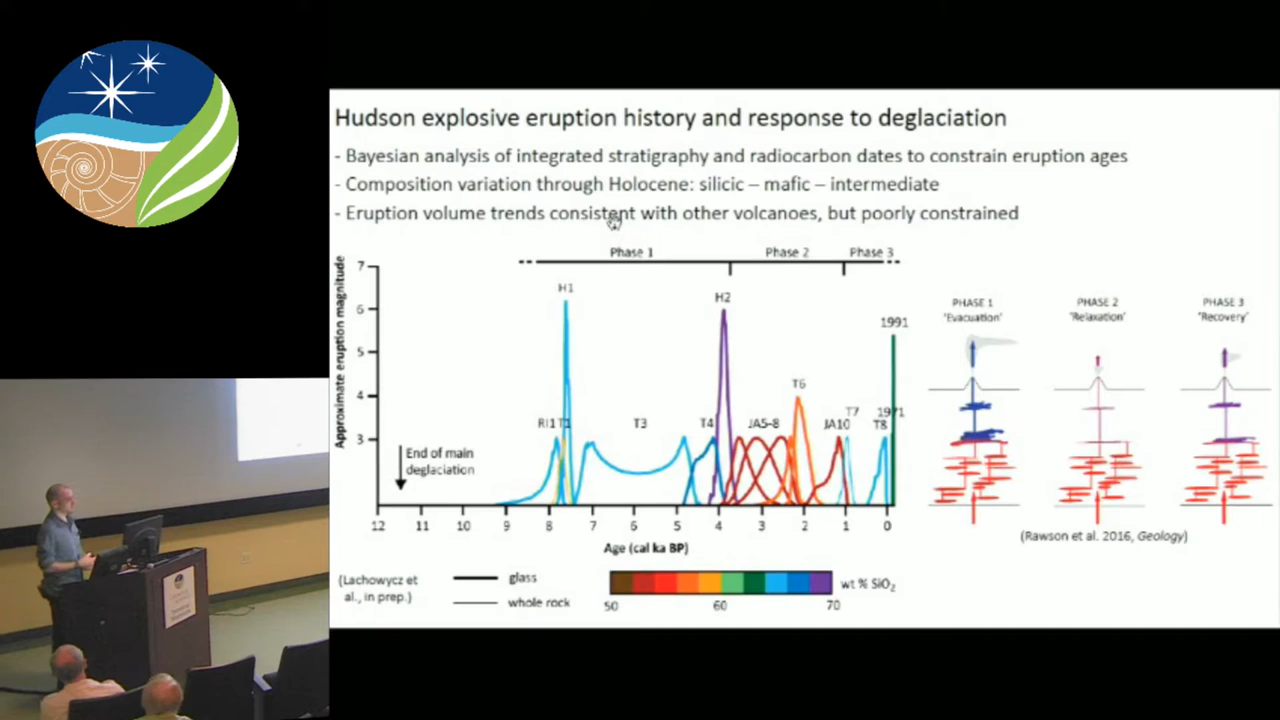 Hudson explosive eruption history and response to deglaciation
- Bayesian analysis of integrated stratigraphy and radiocarbon dates to constrain eruption ages
- Composition variation through Holocene: silicic – mafic – intermediate
- Eruption volume trends consistent with other volcanoes, but poorly constrained
Phase 1 Phase 2 Phase 3
Approximate eruption magnitude
7
6
5
4
3
H1
H2
1991
T6
RI1 T1 T3 T4 JA5-8 JA10 T7 1971 T8
End of main
deglaciation
12 11 10 9 8 7 6 5 4 3 2 1 0
Age (cal ka BP)
PHASE 1
'Evacuation'
PHASE 2
'Relaxation'
PHASE 3
'Recovery'
(Rawson et al. 2016, Geology)
(Lachowycz et
al., in prep.)
glass
whole rock
50 60 70
wt % SiO₂